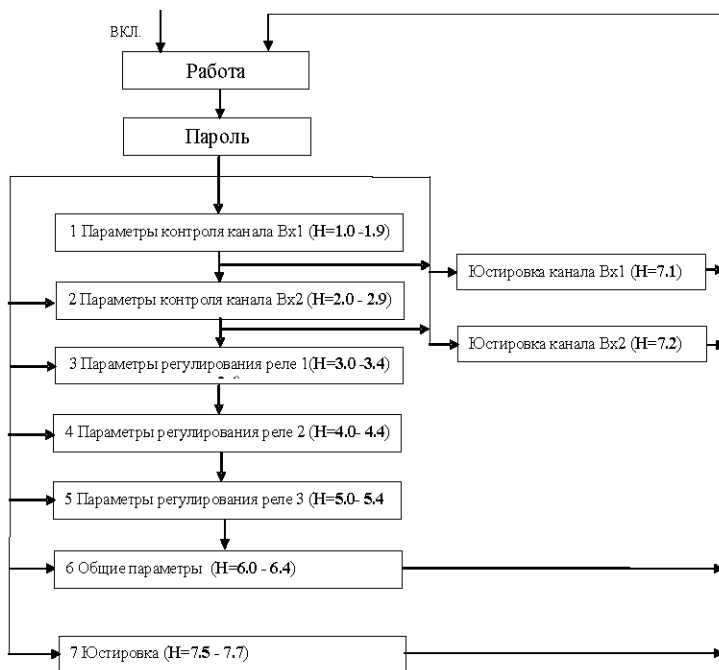 ВКЛ.
Работа
Пароль
1 Параметры контроля канала Вх1 (Н=1.0 -1.9)
Юстировка канала Вх1 (Н=7.1)
2 Параметры контроля канала Вх2 (Н=2.0 - 2.9)
Юстировка канала Вх2 (Н=7.2)
3 Параметры регулирования реле 1(Н=3.0 -3.4)
4 Параметры регулирования реле 2 (Н=4.0- 4.4)
5 Параметры регулирования реле 3 (Н=5.0- 5.4
6 Общие параметры (Н=6.0 - 6.4)
7 Юстировка (Н=7.5 - 7.7)